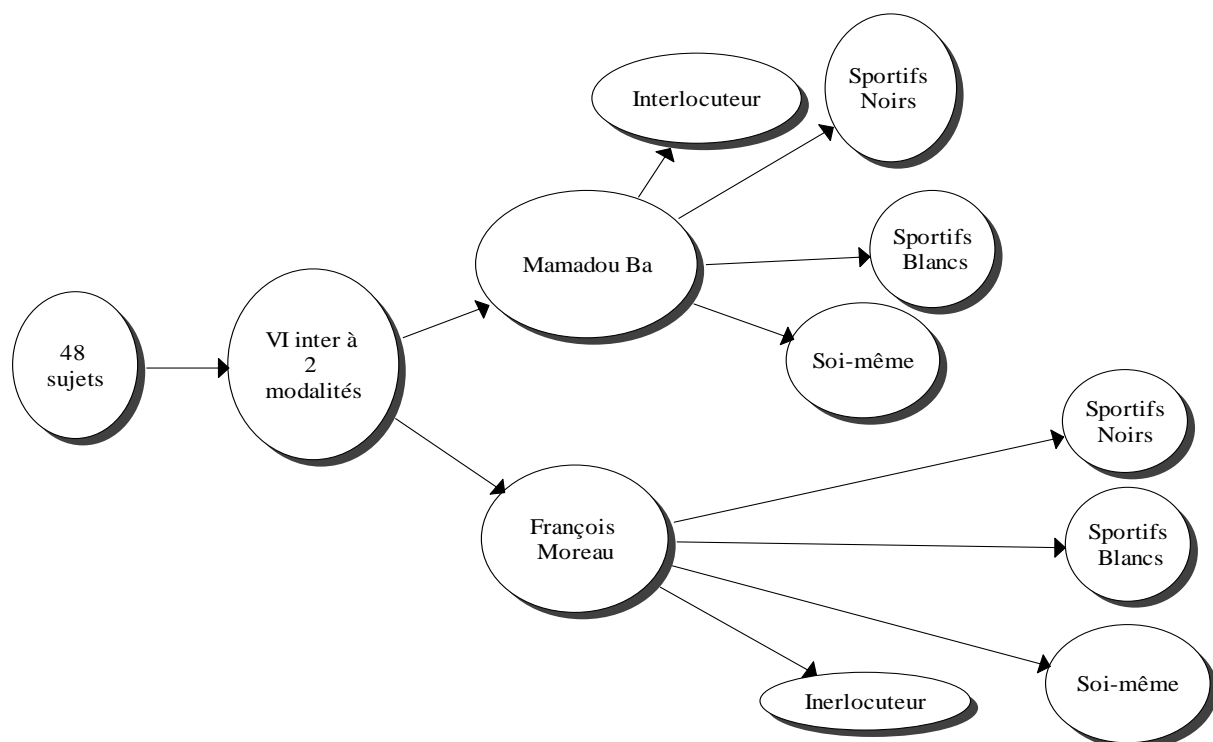 48
sujets
VI inter à
2
modalités
Mamadou Ba
Interlocuteur
Sportifs
Noirs
Sportifs
Blancs
Soi-même
François
Moreau
Sportifs
Noirs
Sportifs
Blancs
Soi-même
Inerlocuteur